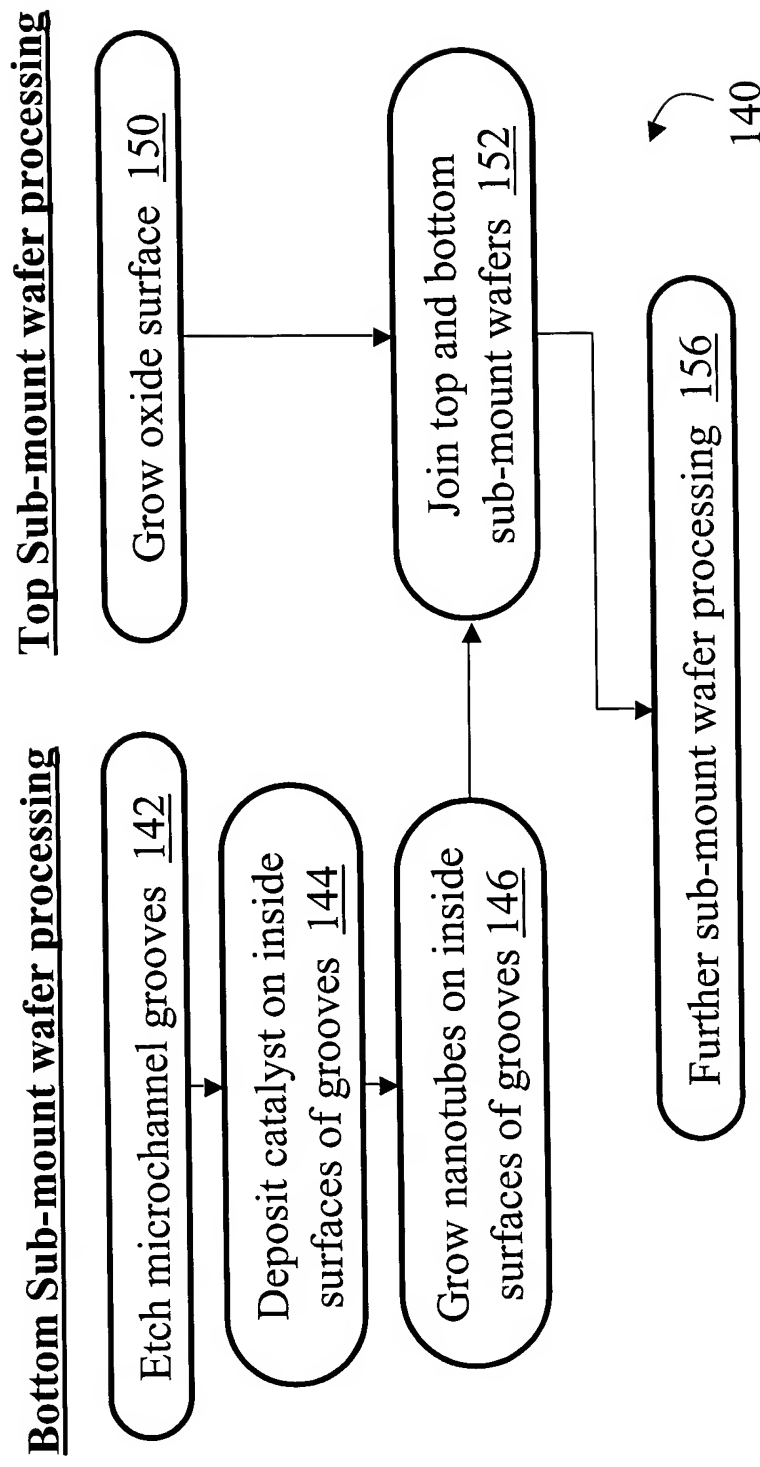 Bottom Sub-mount wafer processing
Etch microchannel grooves 142
Deposit catalyst on inside
surfaces of grooves 144
Grow nanotubes on inside
surfaces of grooves 146
Top Sub-mount wafer processing
Grow oxide surface 150
Join top and bottom
sub-mount wafers 152
Further sub-mount wafer processing 156
140